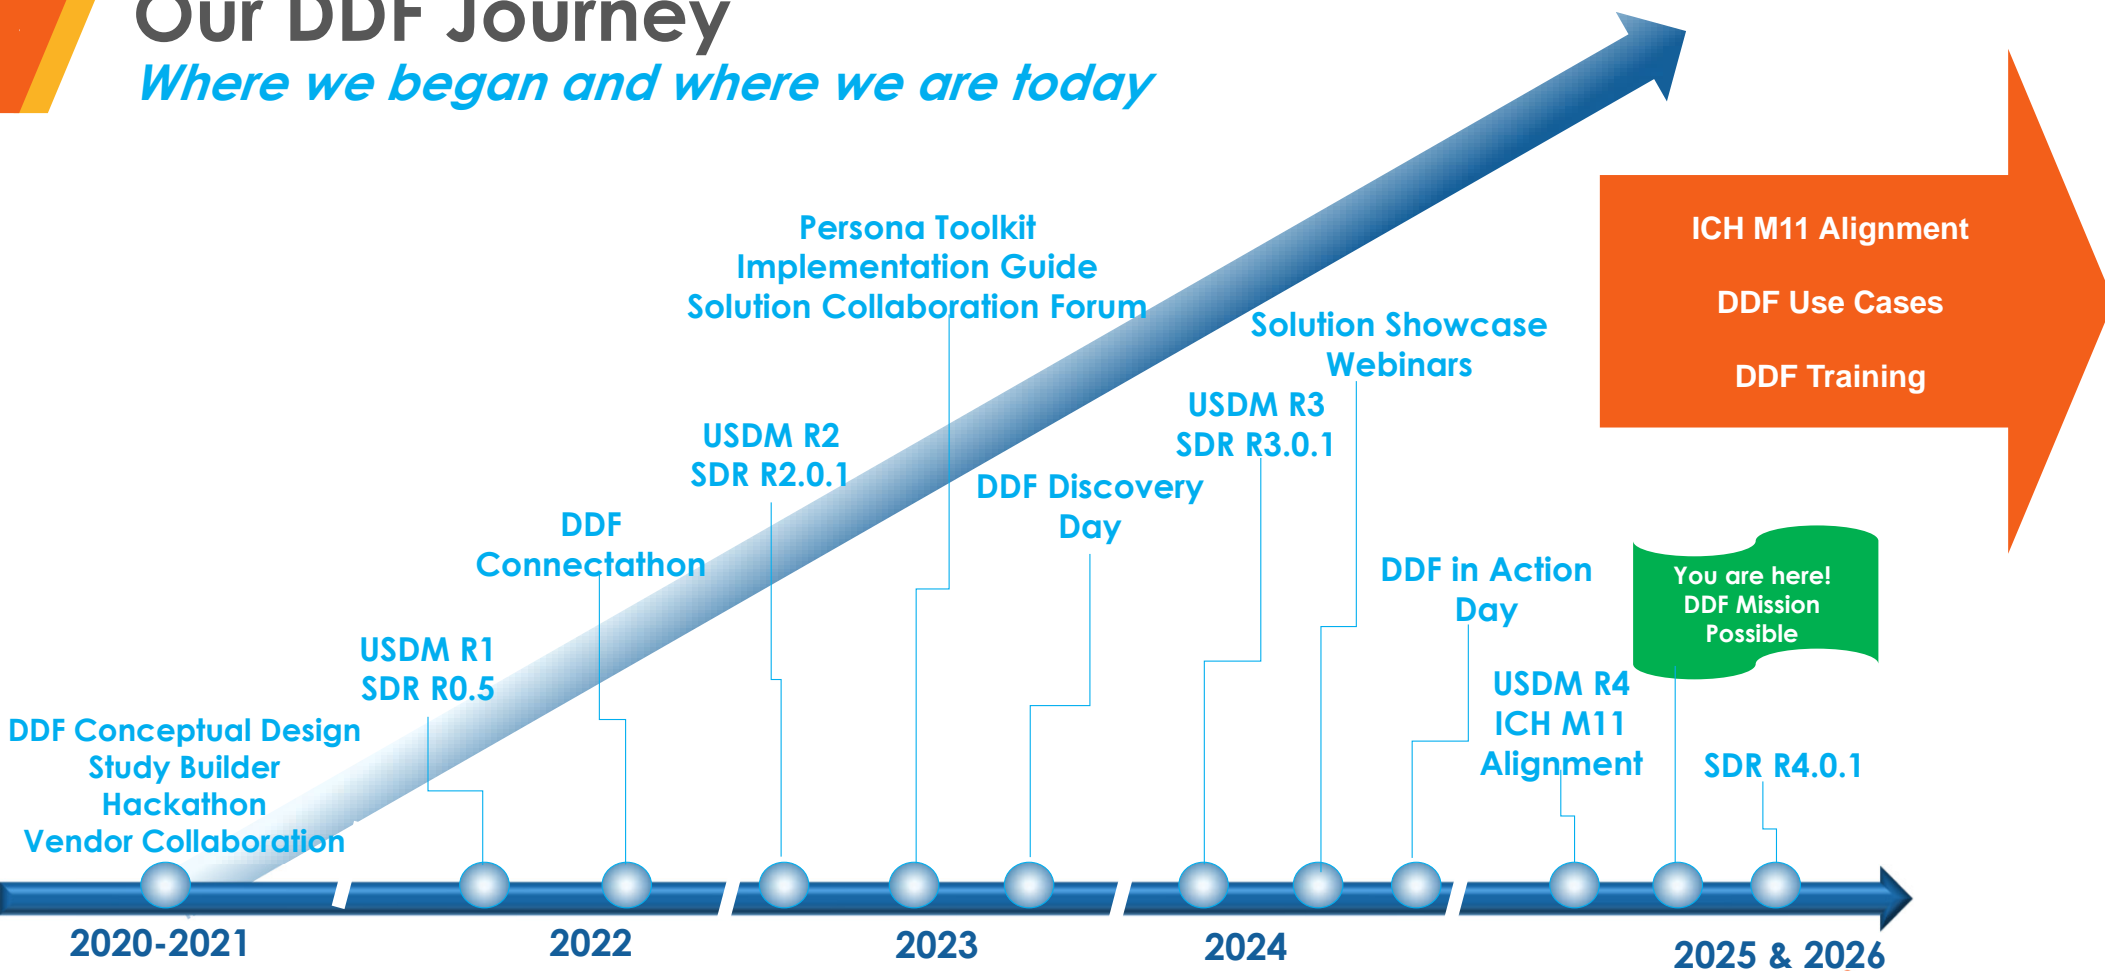 Our DDF Journey
Where we began and where we are today
Persona Toolkit
Implementation Guide
Solution Collaboration Forum
ICH M11 Alignment
DDF Use Cases
DDF Training
Solution Showcase
Webinars
USDM R3
SDR R3.0.1
USDM R2
SDR R2.0.1
DDF Discovery
Day
DDF
Connectathon
DDF in Action
Day
You are here!
DDF Mission
Possible
USDM R1
SDR R0.5
USDM R4
ICH M11
Alignment
SDR R4.0.1
DDF Conceptual Design
Study Builder
Hackathon
Vendor Collaboration
2020-2021
2022
2023
2024
2025 & 2026